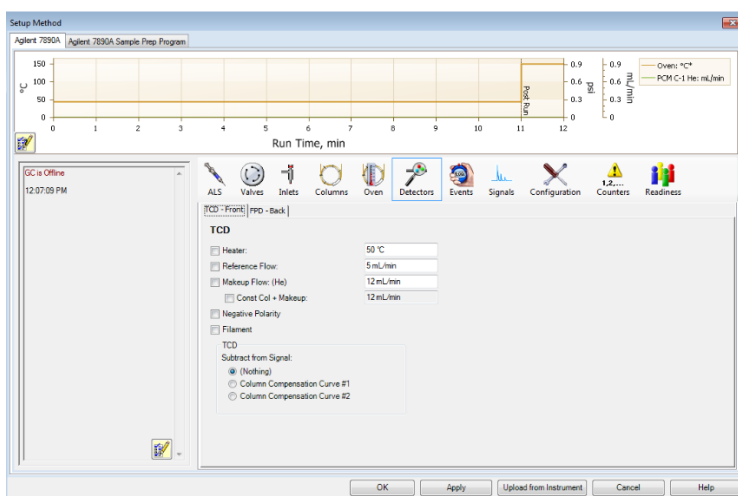 Setup Method
Agilent 7890A Agilent 7890A Sample Prep Program
150
100
50
0
°C
0 1 2 3 4 5 6 7 8 9 10 11 12
Run Time, min
Post Run
0.9
0.6
0.3
0
psi
0.9
0.6
0.3
0
mL/min
Oven: °C*
PCM C-1 He: mL/min
GC is Offline
12:07:09 PM
ALS Valves Inlets Columns Oven Detectors Events Signals Configuration 1,2,... Counters Readiness
TCD - Front FPD - Back
TCD
Heater: 50 °C
Reference Flow: 5 mL/min
Makeup Flow: (He) 12 mL/min
Const Col + Makeup: 12 mL/min
Negative Polarity
Filament
TCD
Subtract from Signal:
(Nothing)
Column Compensation Curve #1
Column Compensation Curve #2
OK Apply Upload from Instrument Cancel Help